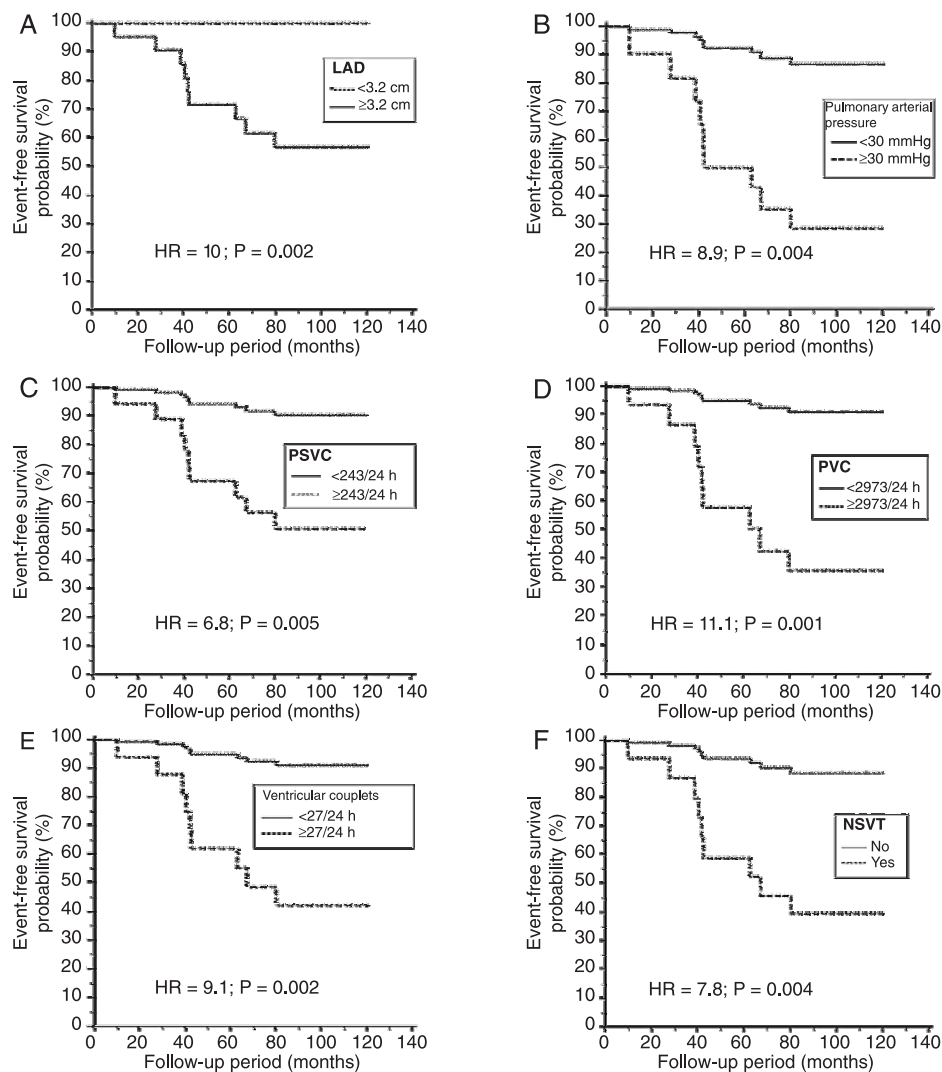 A
Event-free survival
probability (%)
100
90
80
70
60
50
40
30
20
10
0
LAD
<3.2 cm
≥3.2 cm
HR = 10; P = 0.002
0 20 40 60 80 100 120 140
Follow-up period (months)
B
Event-free survival
probability (%)
100
90
80
70
60
50
40
30
20
10
0
Pulmonary arterial
pressure
<30 mmHg
≥30 mmHg
HR = 8.9; P = 0.004
0 20 40 60 80 100 120 140
Follow-up period (months)
C
Event-free survival
probability (%)
100
90
80
70
60
50
40
30
20
10
0
PSVC
<243/24 h
≥243/24 h
HR = 6.8; P = 0.005
0 20 40 60 80 100 120 140
Follow-up period (months)
D
Event-free survival
probability (%)
100
90
80
70
60
50
40
30
20
10
0
PVC
<2973/24 h
≥2973/24 h
HR = 11.1; P = 0.001
0 20 40 60 80 100 120 140
Follow-up period (months)
E
Event-free survival
probability (%)
100
90
80
70
60
50
40
30
20
10
0
Ventricular couplets
<27/24 h
≥27/24 h
HR = 9.1; P = 0.002
0 20 40 60 80 100 120 140
Follow-up period (months)
F
Event-free survival
probability (%)
100
90
80
70
60
50
40
30
20
10
0
NSVT
No
Yes
HR = 7.8; P = 0.004
0 20 40 60 80 100 120 140
Follow-up period (months)